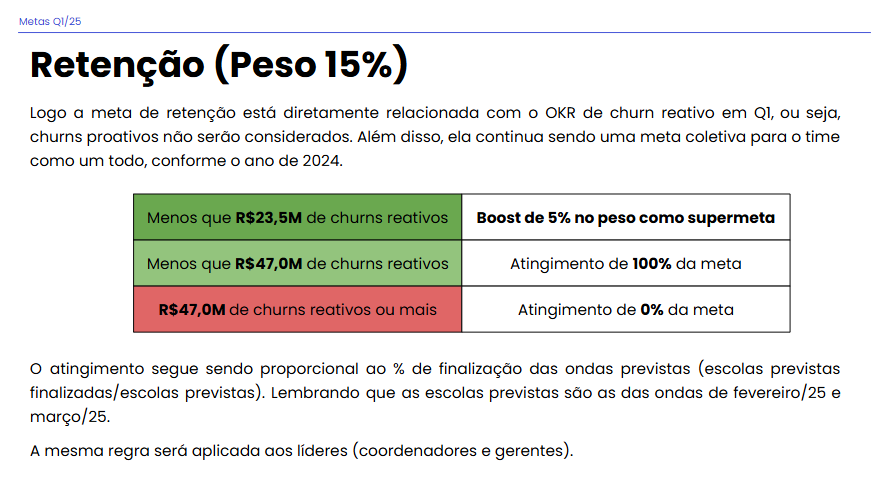 Metas Q1/25
Retenção (Peso 15%)
Logo a meta de retenção está diretamente relacionada com o OKR de churn reativo em Q1, ou seja,
churns proativos não serão considerados. Além disso, ela continua sendo uma meta coletiva para o time
como um todo, conforme o ano de 2024.
Menos que R$23,5M de churns reativos
Boost de 5% no peso como supermeta
Menos que R$47,0M de churns reativos
Atingimento de 100% da meta
R$47,0M de churns reativos ou mais
Atingimento de 0% da meta
O atingimento segue sendo proporcional ao % de finalização das ondas previstas (escolas previstas
finalizadas/escolas previstas). Lembrando que as escolas previstas são as das ondas de fevereiro/25 e
março/25.
A mesma regra será aplicada aos líderes (coordenadores e gerentes).